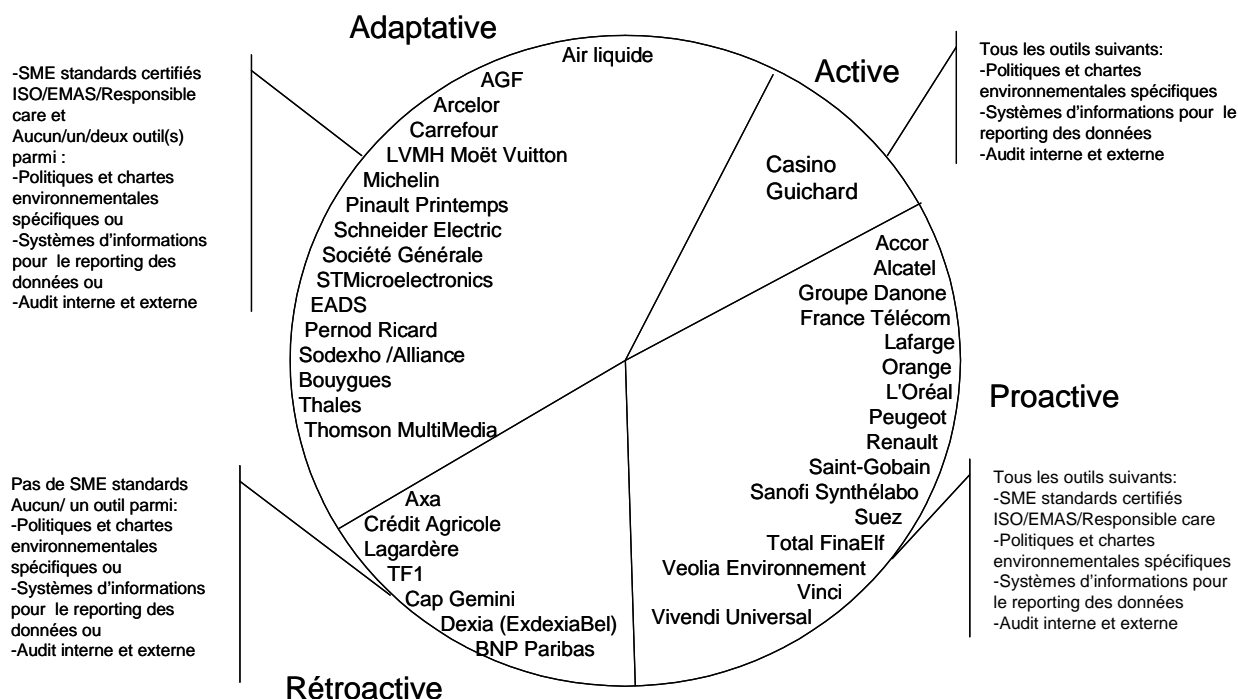 Adaptative
-SME standards certifiés
ISO/EMAS/Responsible
care et
Aucun/un/deux outil(s)
parmi :
-Politiques et chartes
environnementales
spécifiques ou
-Systèmes d'informations
pour le reporting des
données ou
-Audit interne et externe
Air liquide
AGF
Arcelor
Carrefour
LVMH Moët Vuitton
Michelin
Pinault Printemps
Schneider Electric
Société Générale
STMicroelectronics
EADS
Pernod Ricard
Sodexho /Alliance
Bouygues
Thales
Thomson MultiMedia
Active
Tous les outils suivants:
-Politiques et chartes
environnementales spécifiques
-Systèmes d'informations pour le
reporting des données
-Audit interne et externe
Casino
Guichard
Accor
Alcatel
Groupe Danone
France Télécom
Lafarge
Orange
L'Oréal
Peugeot
Renault
Saint-Gobain
Sanofi Synthélabo
Suez
Total FinaElf
Veolia Environnement
Vinci
Vivendi Universal
Proactive
Tous les outils suivants:
-SME standards certifiés
ISO/EMAS/Responsible care
-Politiques et chartes
environnementales spécifiques
-Systèmes d'informations pour
le reporting des données
-Audit interne et externe
Pas de SME standards
Aucun/ un outil parmi:
-Politiques et chartes
environnementales
spécifiques ou
-Systèmes d'informations
pour le reporting des
données ou
-Audit interne et externe
Axa
Crédit Agricole
Lagardère
TF1
Cap Gemini
Dexia (ExdexiaBel)
BNP Paribas
Rétroactive